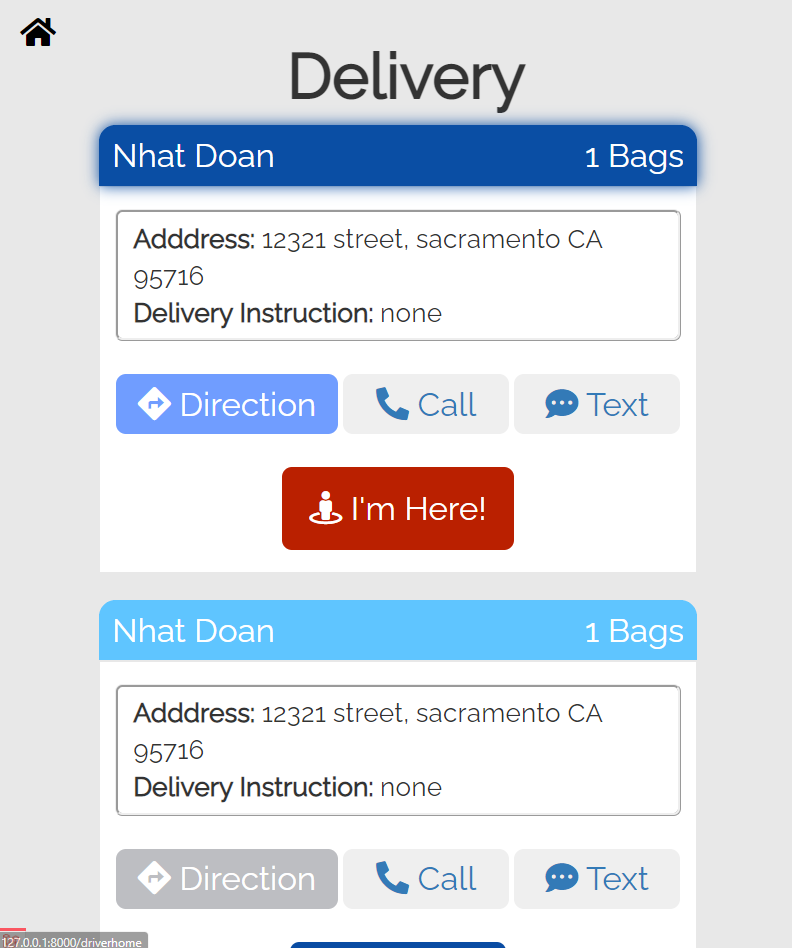 Delivery
Nhat Doan 1 Bags
Adddress: 12321 street, sacramento CA
95716
Delivery Instruction: none
Direction Call Text
I'm Here!
Nhat Doan 1 Bags
Adddress: 12321 street, sacramento CA
95716
Delivery Instruction: none
Direction Call Text
127.0.0.1:8000/driverhome